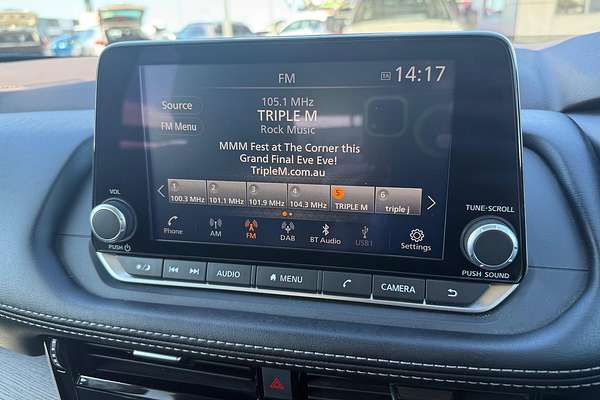 FM
TA 14:17
Source
105.1 MHz
TRIPLE M
FM Menu
Rock Music
MMM Fest at The Corner this
Grand Final Eve Eve!
TripleM.com.au
1 2 3 4 5 6
100.3 MHz 101.1 MHz 101.9 MHz 104.3 MHz TRIPLE M triple j
Phone AM FM DAB BT Audio USB1 Settings
VOL
PUSH
TUNE·SCROLL
PUSH SOUND
AUDIO MENU CAMERA